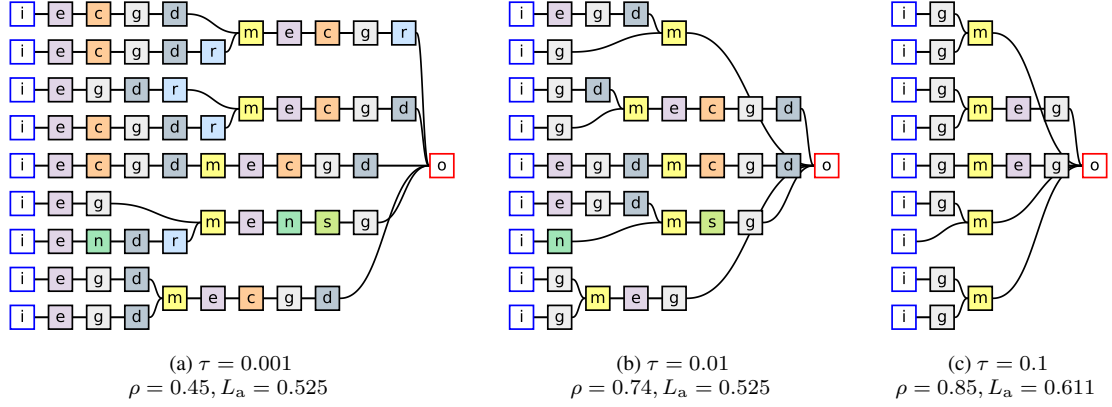 i e c g d
m e c g r
i e c g d r
i e g d r
m e c g d
i e c g d r
i e c g d m e c g d o
i e g
m e n s g
i e n d r
i e g d
m e c g d
i e g d
(a) τ = 0.001
ρ = 0.45, Lₐ = 0.525
i e g d
m
i g
i g d
m e c g d
i g
i e g d m c g d o
i e g d
m s g
i n
i g
m e g
i g
(b) τ = 0.01
ρ = 0.74, Lₐ = 0.525
i g
m
i g
i g
m e g
i g
i g m e g o
i g
m
i
i g
m
i g
(c) τ = 0.1
ρ = 0.85, Lₐ = 0.611